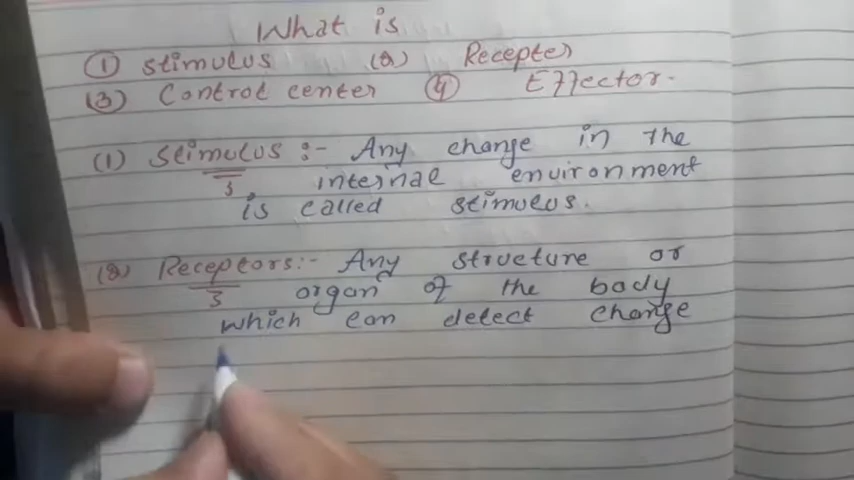 What is
① stimulus (2) Recepter
(3) Control center ④ Effector.
(1) Stimulus :- Any change in the
internal environment
is called stimulus.
(2) Receptors:- Any structure or
organ of the body
which can detect change